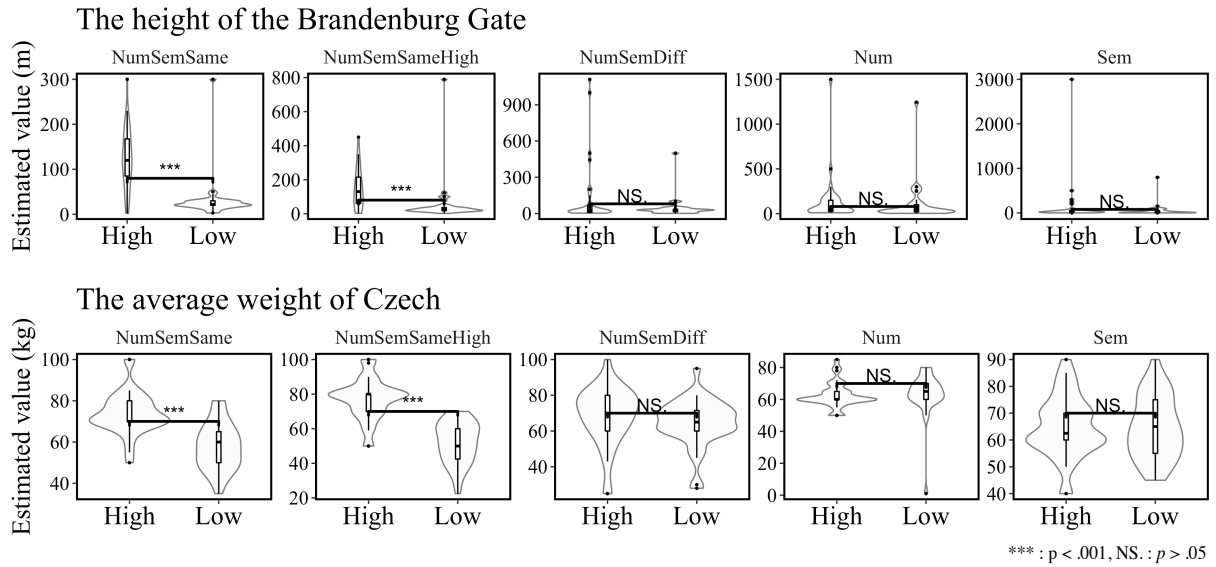 The height of the Brandenburg Gate
Estimated value (m)
NumSemSame
300
200
100
0
***
High Low
NumSemSameHigh
800
600
400
200
0
***
High Low
NumSemDiff
900
600
300
0
NS.
High Low
Num
1500
1000
500
0
NS.
High Low
Sem
3000
2000
1000
0
NS.
High Low
The average weight of Czech
Estimated value (kg)
NumSemSame
100
80
60
40
***
High Low
NumSemSameHigh
100
80
60
40
20
***
High Low
NumSemDiff
100
80
60
40
NS.
High Low
Num
80
60
40
20
0
NS.
High Low
Sem
90
80
70
60
50
40
NS.
High Low
*** : p < .001, NS. : p > .05